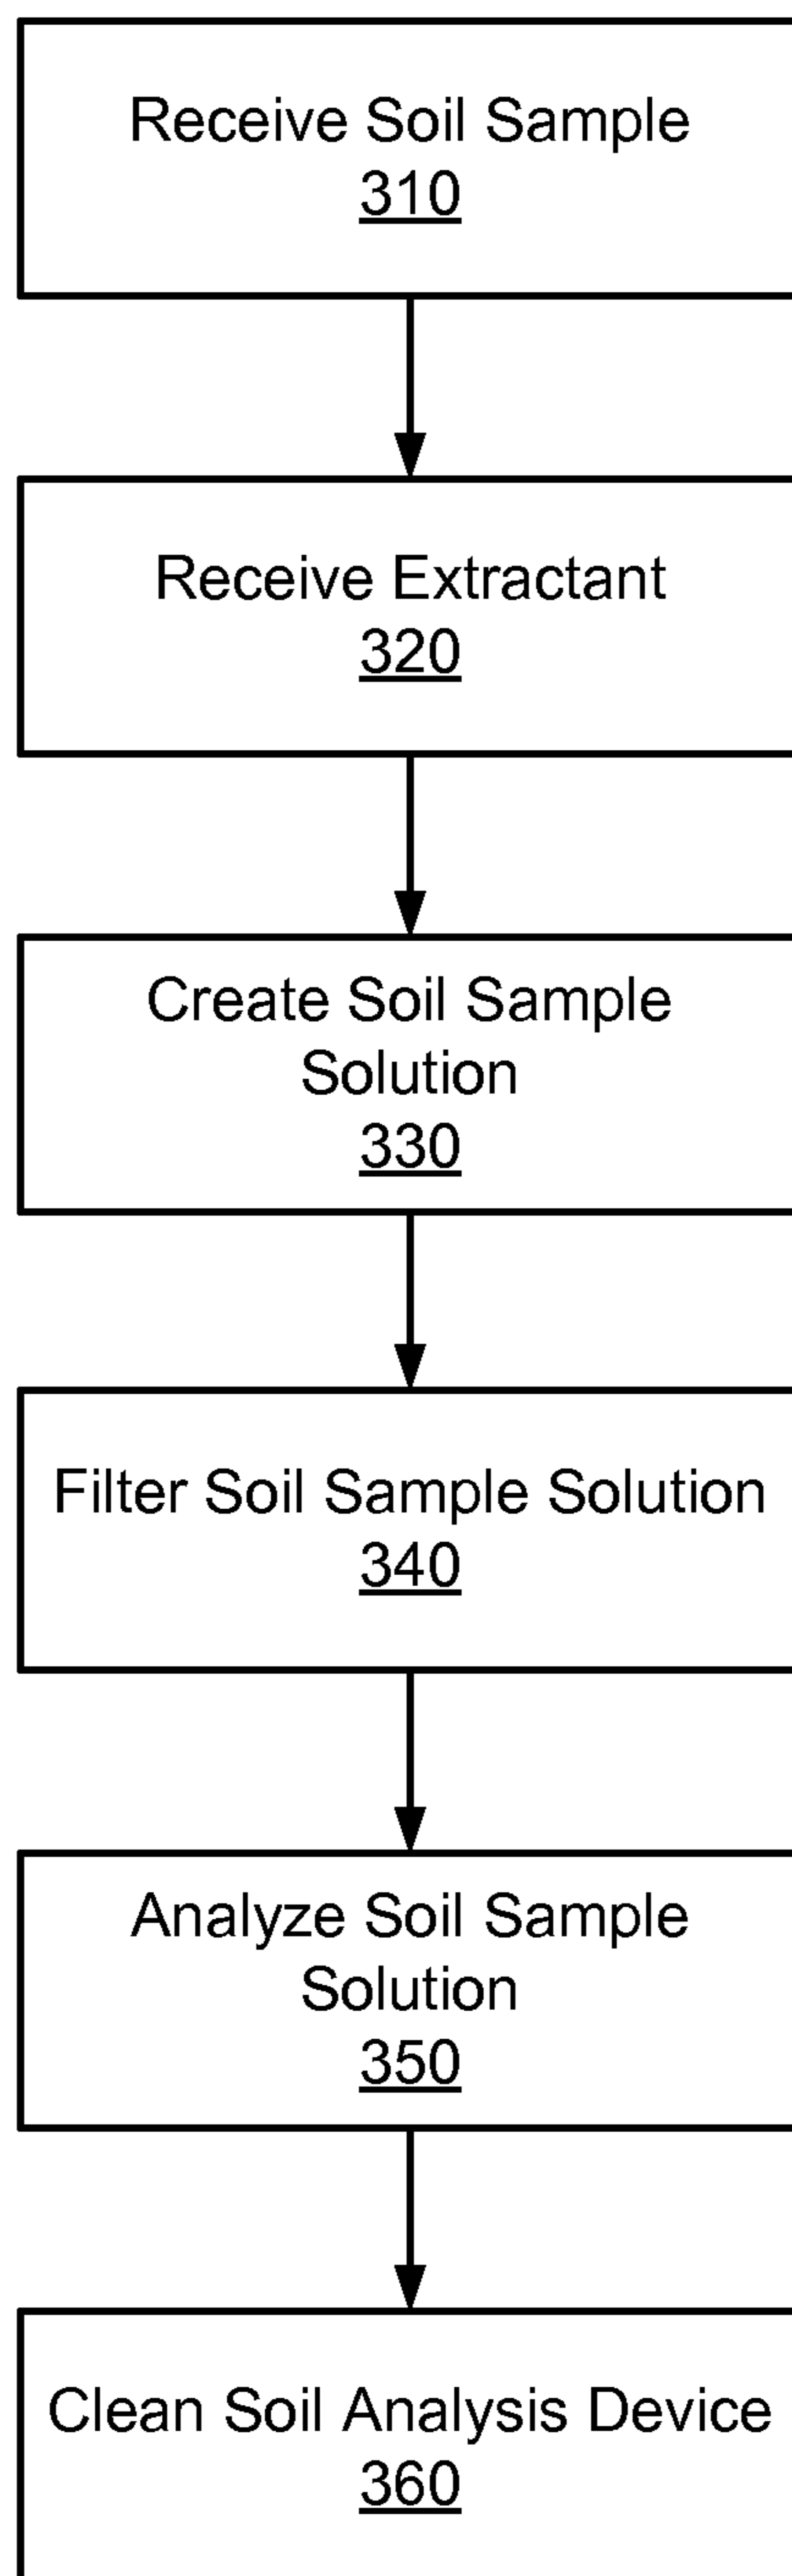 Receive Soil Sample
310
Receive Extractant
320
Create Soil Sample
Solution
330
Filter Soil Sample Solution
340
Analyze Soil Sample
Solution
350
Clean Soil Analysis Device
360